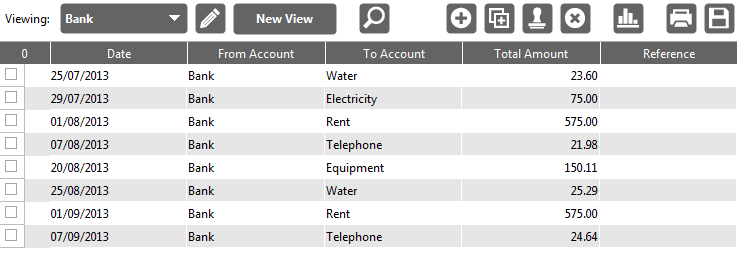 Viewing: Bank New View
0 Date From Account To Account Total Amount Reference
25/07/2013 Bank Water 23.60
29/07/2013 Bank Electricity 75.00
01/08/2013 Bank Rent 575.00
07/08/2013 Bank Telephone 21.98
20/08/2013 Bank Equipment 150.11
25/08/2013 Bank Water 25.29
01/09/2013 Bank Rent 575.00
07/09/2013 Bank Telephone 24.64